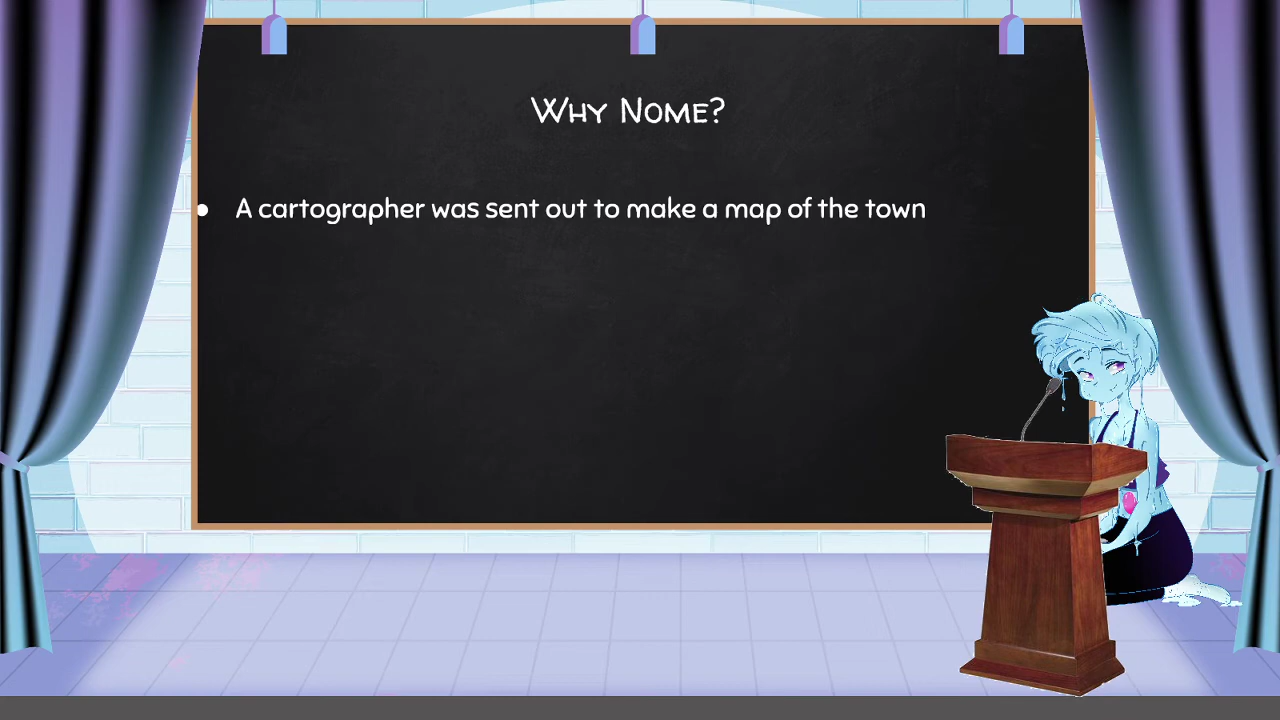 Why Nome?
● A cartographer was sent out to make a map of the town